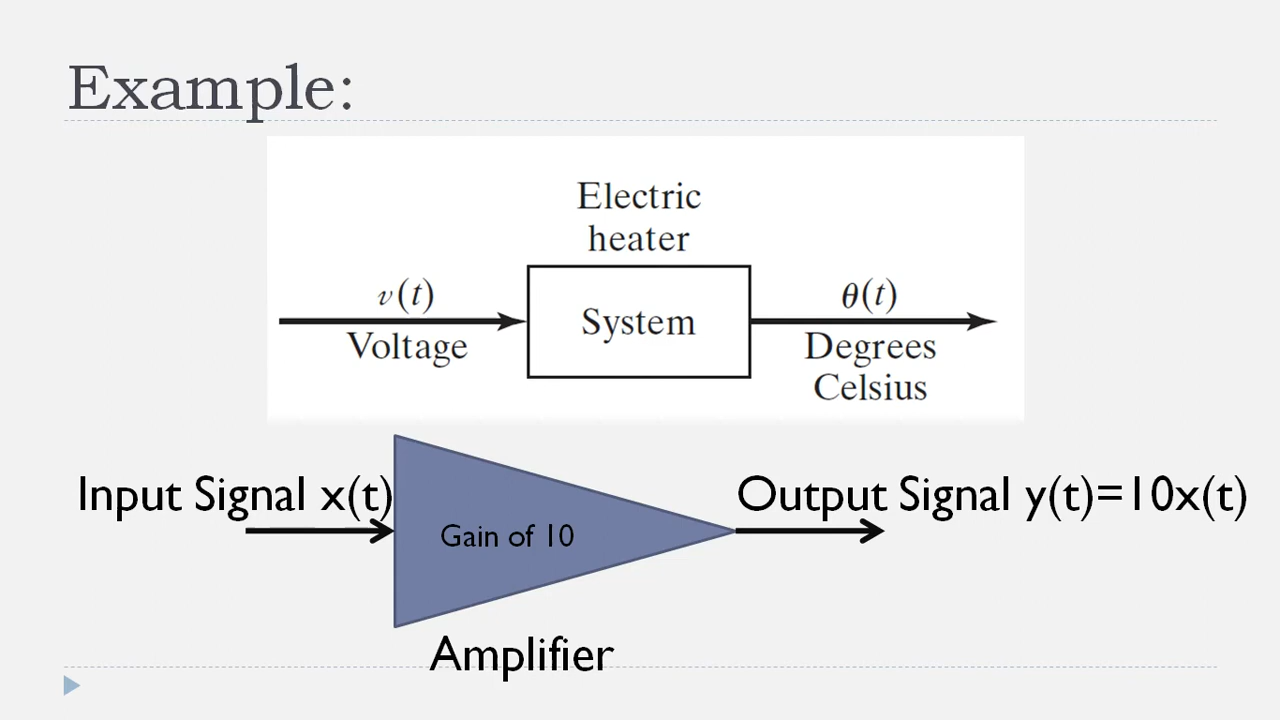 Example:
Electric
heater
v(t)
Voltage
System
θ(t)
Degrees
Celsius
Input Signal x(t)
Gain of 10
Output Signal y(t)=10x(t)
Amplifier